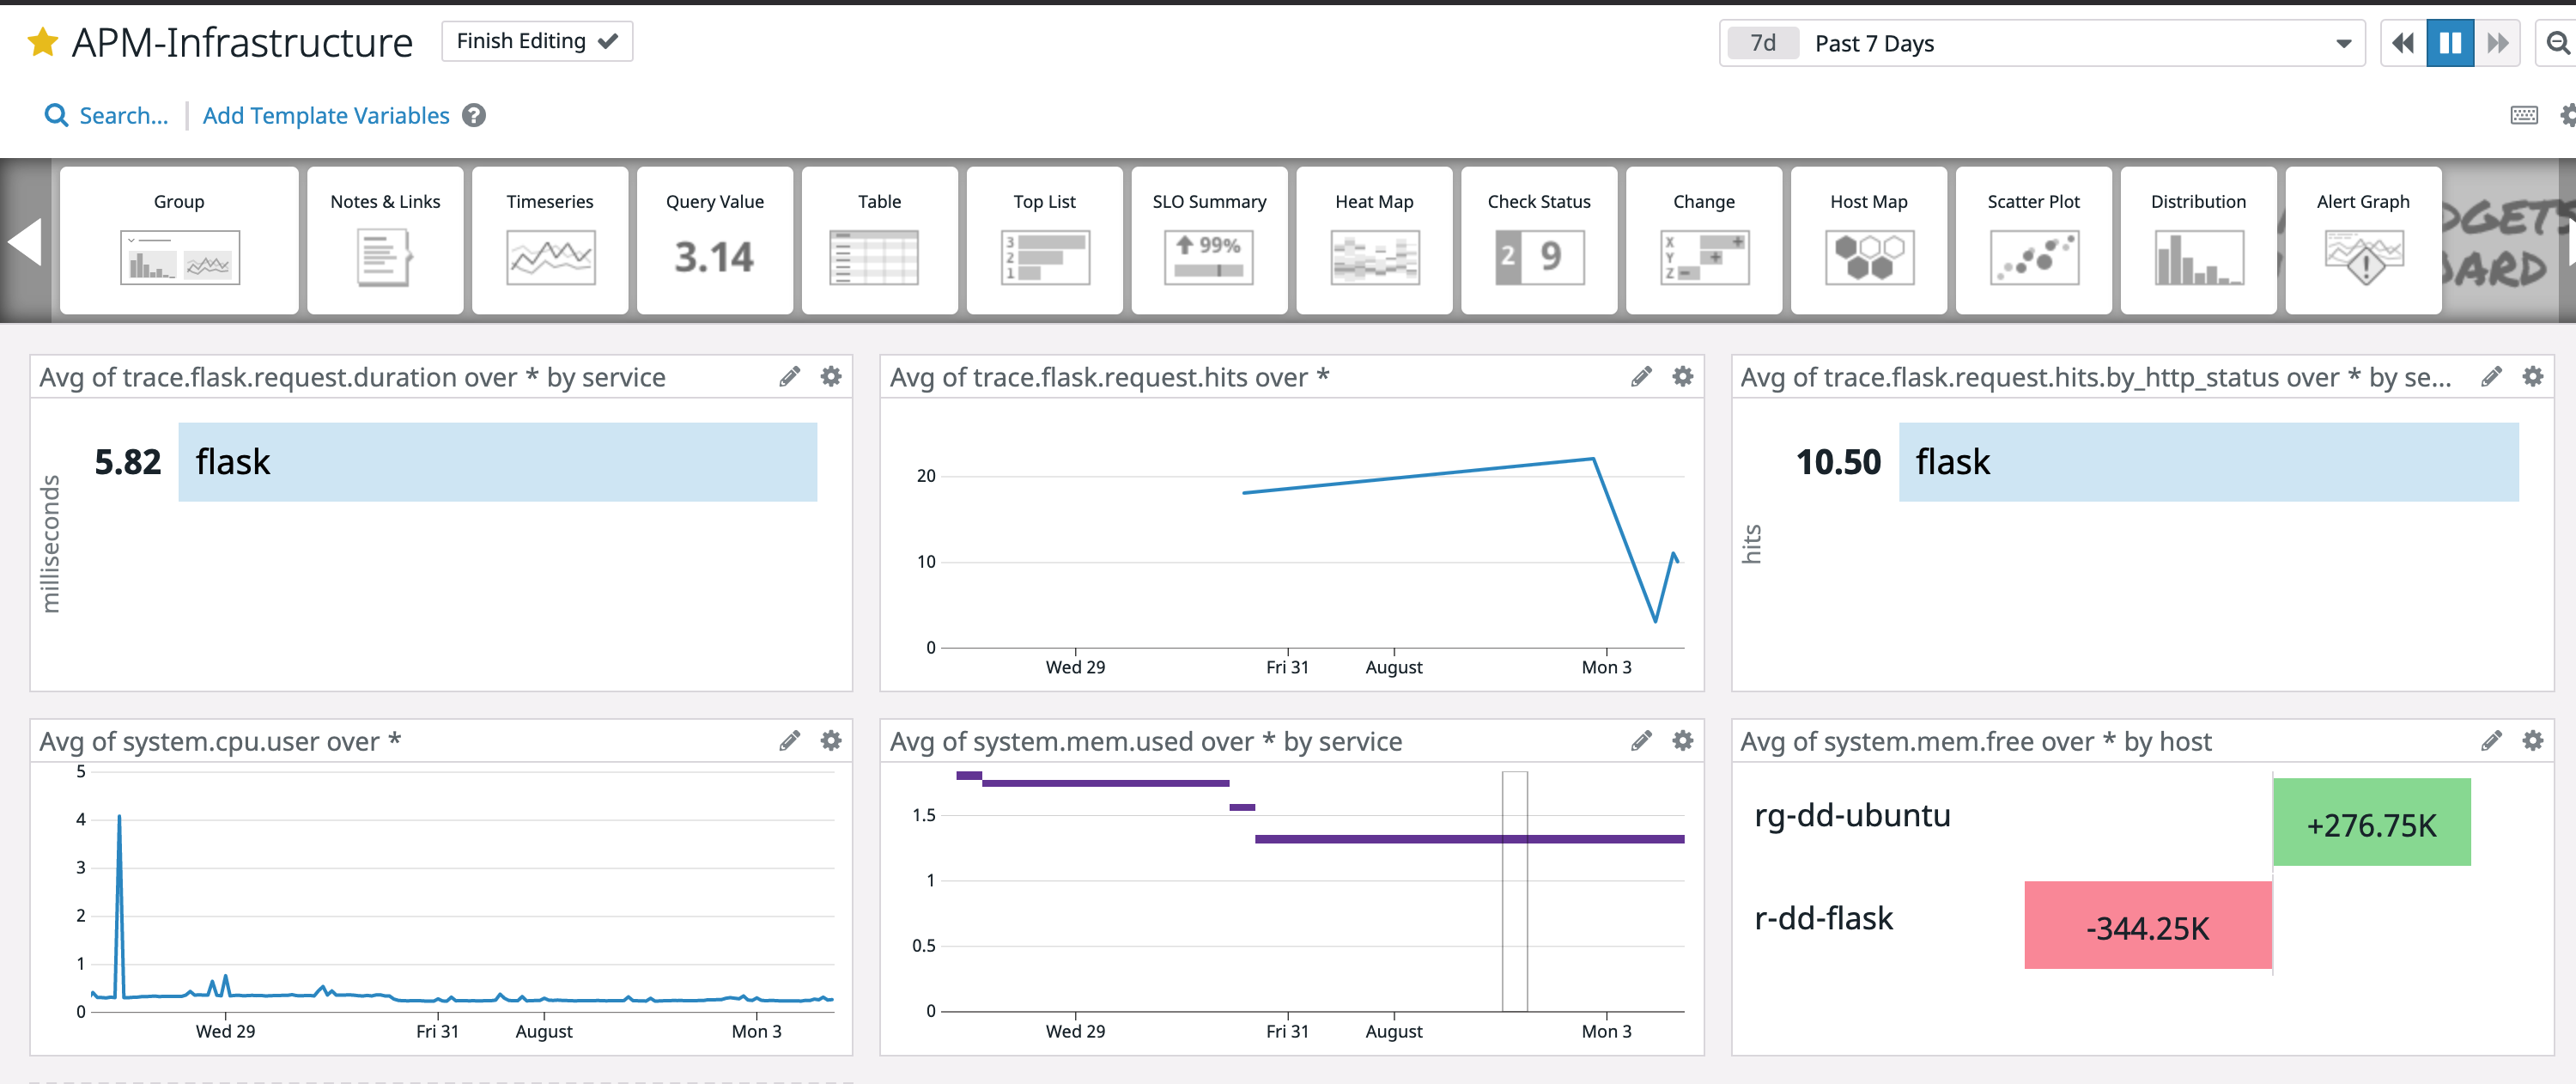 APM-Infrastructure
Finish Editing
7d Past 7 Days
Search...
Add Template Variables
?
Group
Notes & Links
Timeseries
Query Value
3.14
Table
Top List
3
2
1
SLO Summary
99%
Heat Map
Check Status
2 9
Change
X
Y
Z
Host Map
Scatter Plot
Distribution
Alert Graph
Avg of trace.flask.request.duration over * by service
milliseconds
5.82 flask
Avg of trace.flask.request.hits over *
20
10
0
Wed 29 Fri 31 August Mon 3
Avg of trace.flask.request.hits.by_http_status over * by se...
hits
10.50 flask
Avg of system.cpu.user over *
5
4
3
2
1
0
Wed 29 Fri 31 August Mon 3
Avg of system.mem.used over * by service
1.5
1
0.5
0
Wed 29 Fri 31 August Mon 3
Avg of system.mem.free over * by host
rg-dd-ubuntu +276.75K
r-dd-flask -344.25K